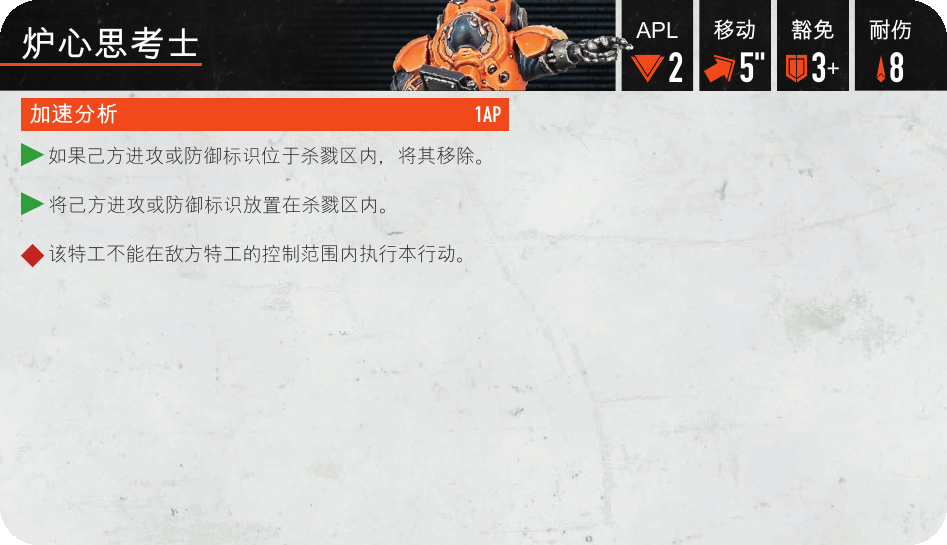 炉心思考士
APL 移动 豁免 耐伤
2 5" 3+ 8
加速分析 1AP
如果己方进攻或防御标识位于杀戮区内，将其移除。
将己方进攻或防御标识放置在杀戮区内。
该特工不能在敌方特工的控制范围内执行本行动。